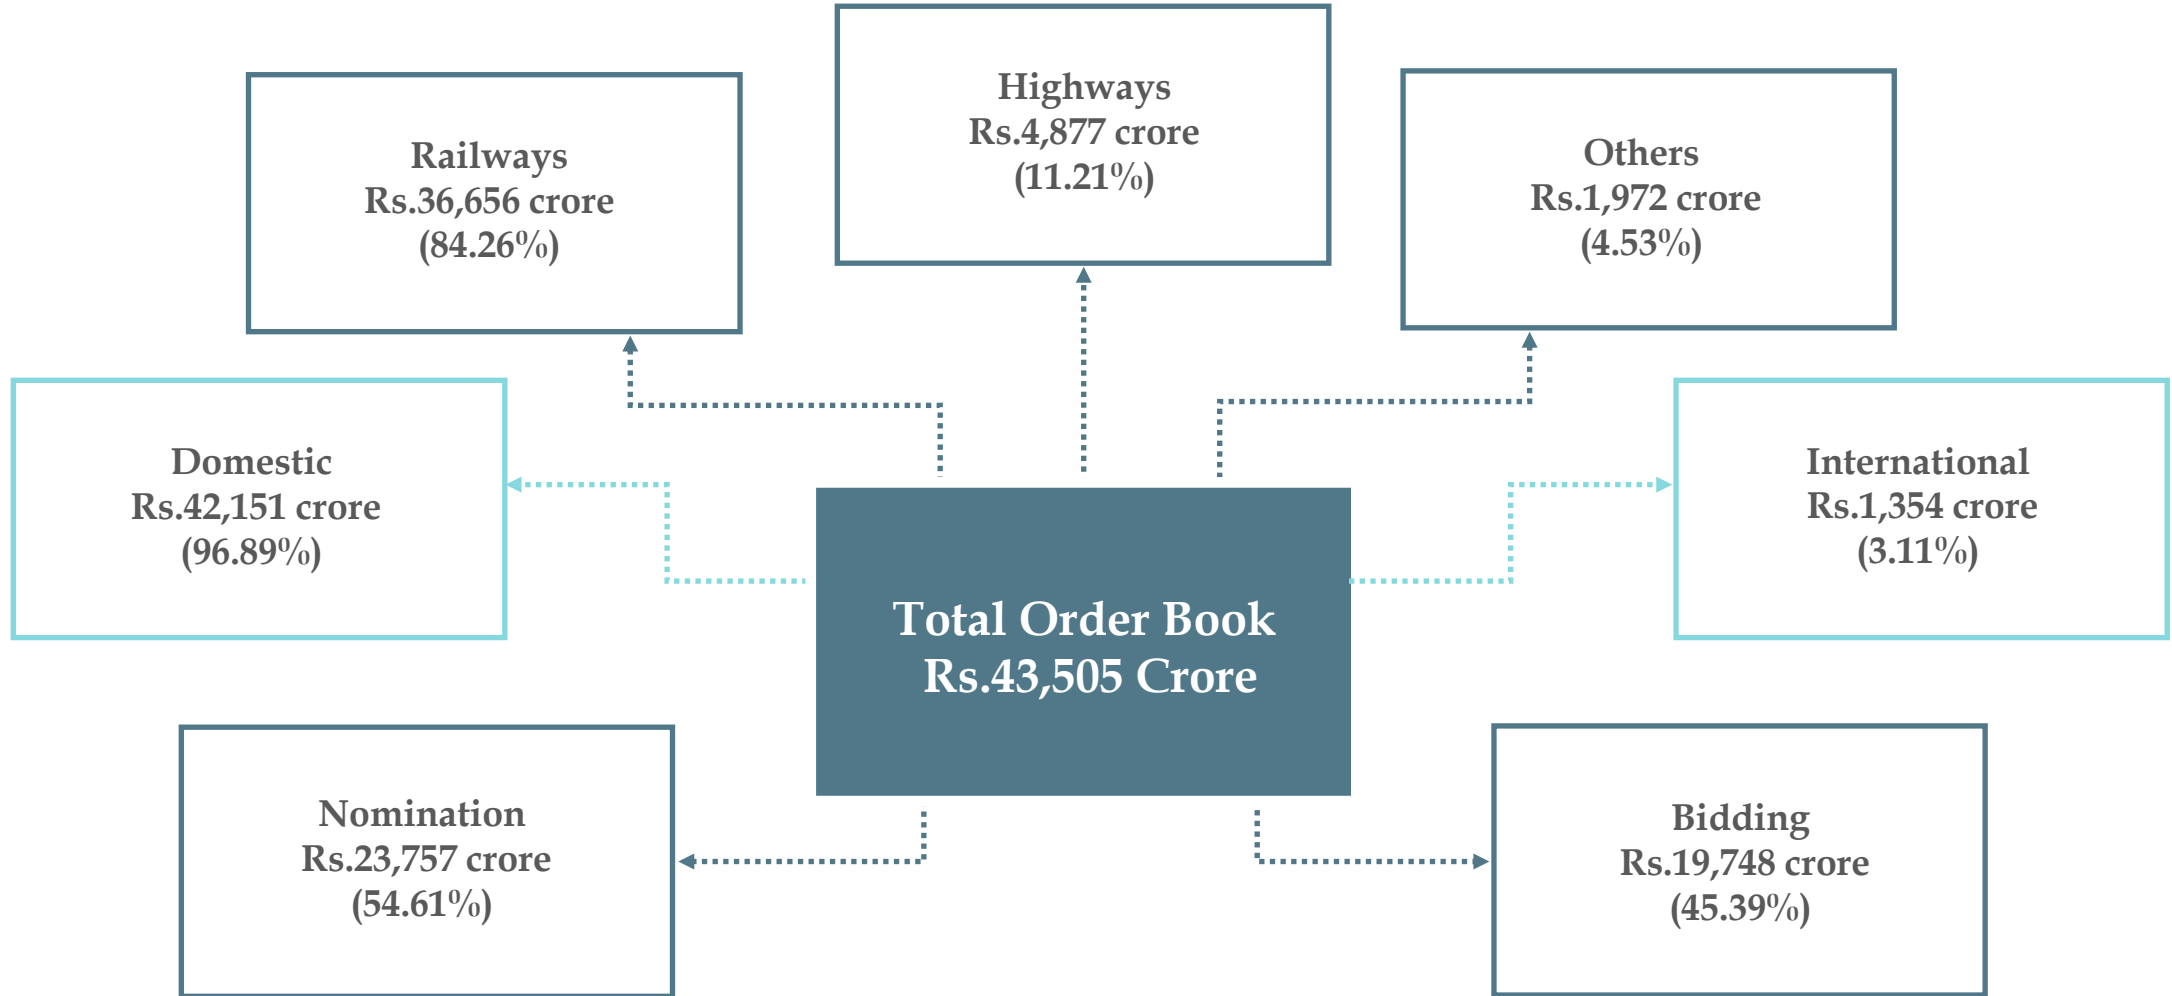 Highways
Rs.4,877 crore
(11.21%)
Railways
Rs.36,656 crore
(84.26%)
Others
Rs.1,972 crore
(4.53%)
Domestic
Rs.42,151 crore
(96.89%)
International
Rs.1,354 crore
(3.11%)
Total Order Book
Rs.43,505 Crore
Nomination
Rs.23,757 crore
(54.61%)
Bidding
Rs.19,748 crore
(45.39%)